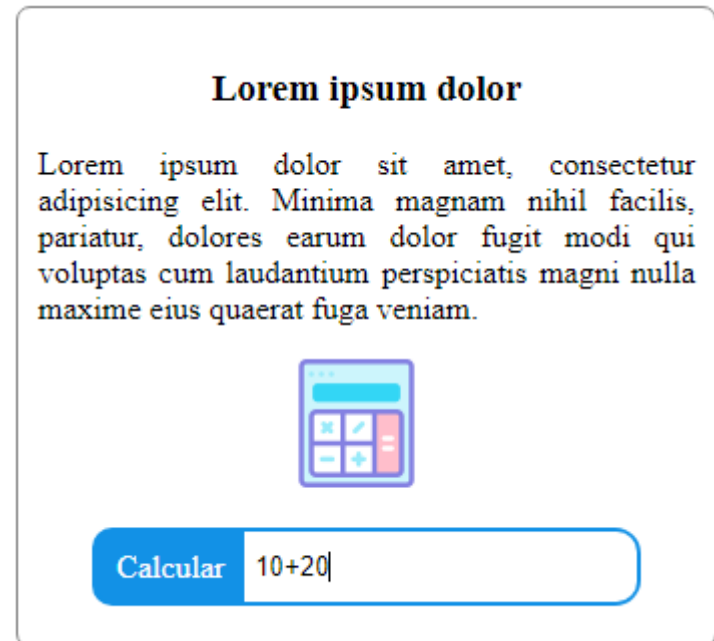 Lorem ipsum dolor
Lorem ipsum dolor sit amet, consectetur
adipisicing elit. Minima magnam nihil facilis,
pariatur, dolores earum dolor fugit modi qui
voluptas cum laudantium perspiciatis magni nulla
maxime eius quaerat fuga veniam.
Calcular 10+20